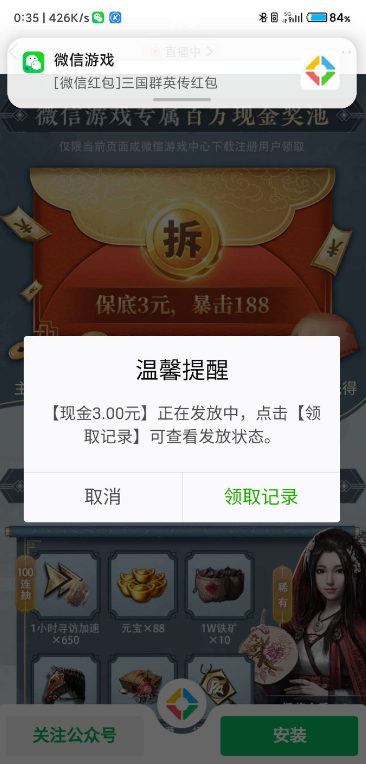 0:35 | 426K/s
84%
直播中
微信游戏
[微信红包]三国群英传红包
微信游戏专属百万现金奖池
仅限当前页面或微信游戏中心下载注册用户领取
拆
保底3元，暴击188
温馨提醒
【现金3.00元】正在发放中，点击【领
取记录】可查看发放状态。
取消
领取记录
主
得
100
连
抽
稀
有
1小时寻访加速
×650
元宝×88
1W铁矿
×10
关注公众号
安装